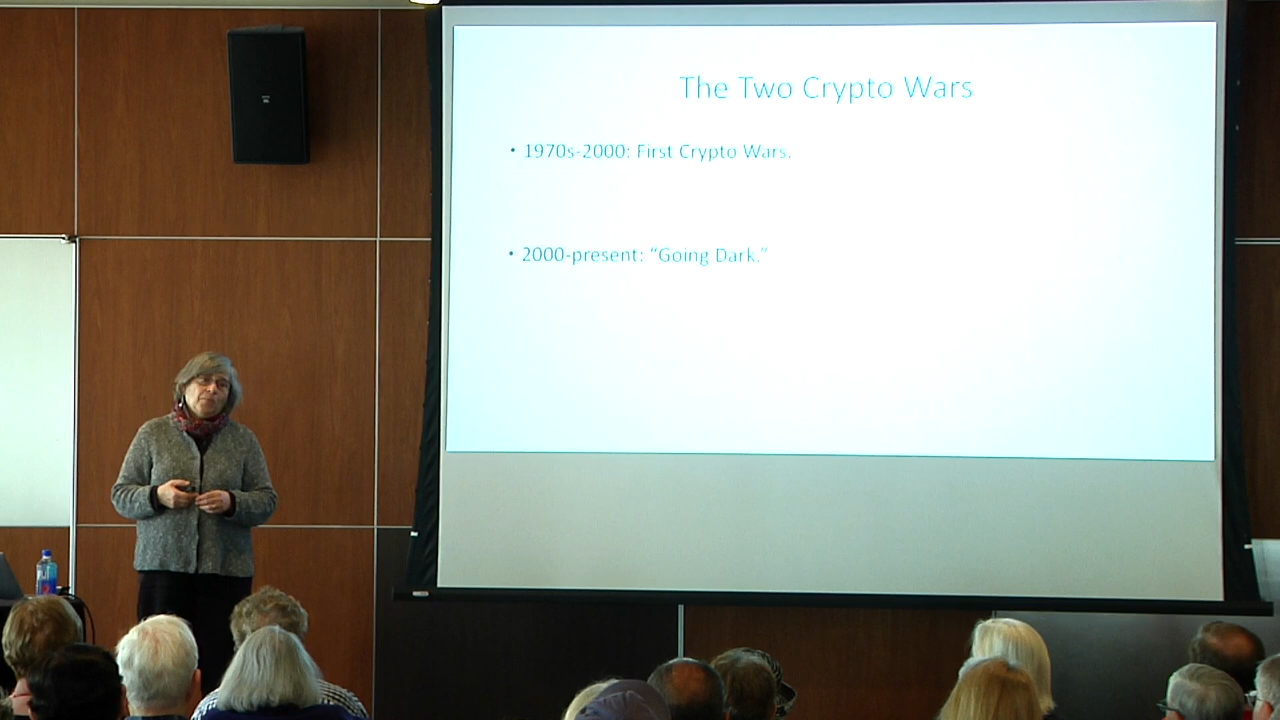 The Two Crypto Wars
• 1970s-2000: First Crypto Wars.
• 2000-present: “Going Dark.”